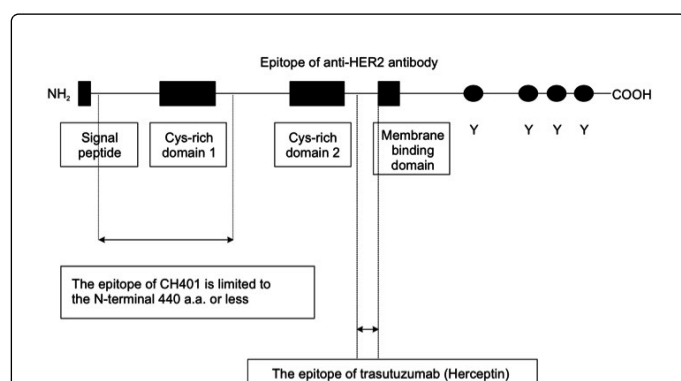 Epitope of anti-HER2 antibody
NH2
COOH
Signal
peptide
Cys-rich
domain 1
Cys-rich
domain 2
Membrane
binding
domain
Y Y Y Y
The epitope of CH401 is limited to
the N-terminal 440 a.a. or less
The epitope of trasutuzumab (Herceptin)